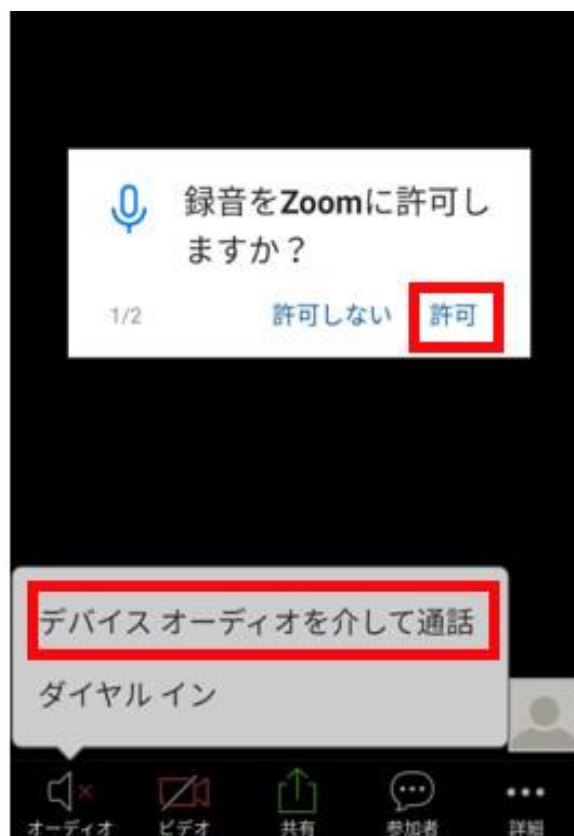 録音をZoomに許可し
ますか？
1/2 許可しない 許可
デバイス オーディオを介して通話
ダイヤル イン
オーディオ ビデオ 共有 参加者 詳細